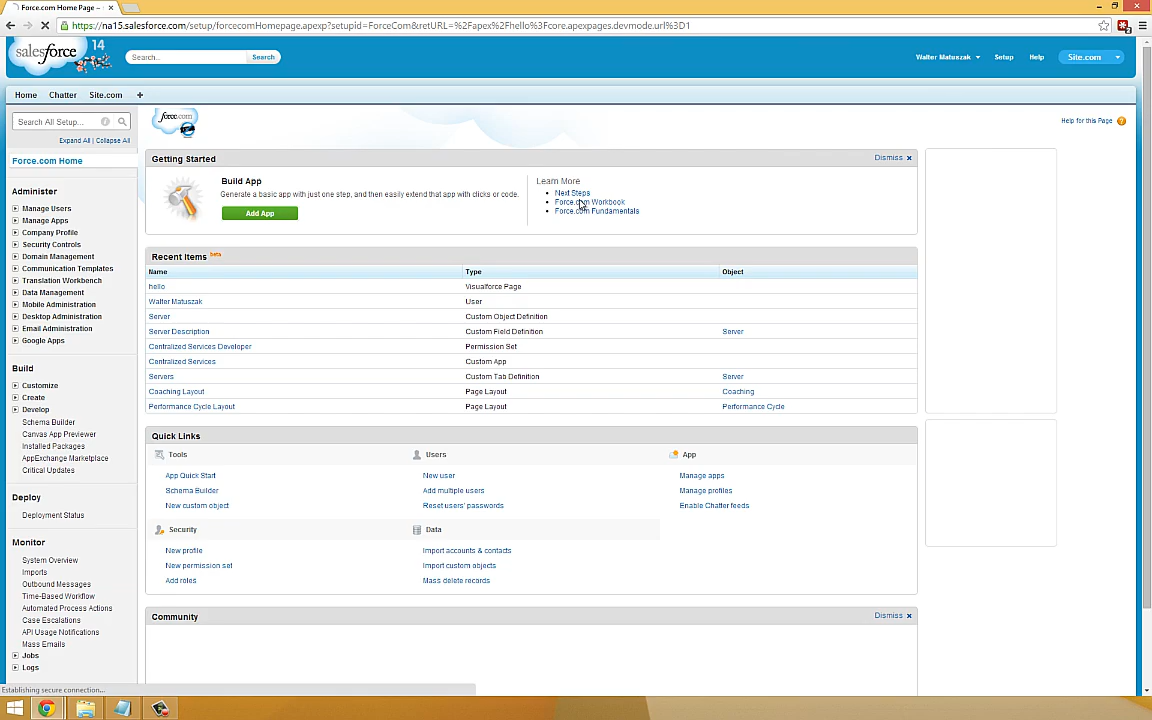 Force.com Home Page ~
https://na15.salesforce.com/setup/forcecomHomepage.apexp?setupid=ForceCom&retURL=%2Fapex%2Fhello%3Fcore.apexpages.devmode.url%3D1
salesforce 14
Search...
Search
Walter Matuszak
Setup
Help
Site.com
Home
Chatter
Site.com
+
Search All Setup...
Expand All | Collapse All
Force.com Home
Administer
Manage Users
Manage Apps
Company Profile
Security Controls
Domain Management
Communication Templates
Translation Workbench
Data Management
Mobile Administration
Desktop Administration
Email Administration
Google Apps
Build
Customize
Create
Develop
Schema Builder
Canvas App Previewer
Installed Packages
AppExchange Marketplace
Critical Updates
Deploy
Deployment Status
Monitor
System Overview
Imports
Outbound Messages
Time-Based Workflow
Automated Process Actions
Case Escalations
API Usage Notifications
Mass Emails
Jobs
Logs
force.com
Help for this Page
Getting Started
Dismiss
Build App
Generate a basic app with just one step, and then easily extend that app with clicks or code.
Add App
Learn More
Next Steps
Force.com Workbook
Force.com Fundamentals
Recent Items beta
Name Type Object
hello Visualforce Page
Walter Matuszak User
Server Custom Object Definition
Server Description Custom Field Definition Server
Centralized Services Developer Permission Set
Centralized Services Custom App
Servers Custom Tab Definition Server
Coaching Layout Page Layout Coaching
Performance Cycle Layout Page Layout Performance Cycle
Quick Links
Tools
App Quick Start
Schema Builder
New custom object
Users
New user
Add multiple users
Reset users' passwords
App
Manage apps
Manage profiles
Enable Chatter feeds
Security
New profile
New permission set
Add roles
Data
Import accounts & contacts
Import custom objects
Mass delete records
Community
Dismiss
Establishing secure connection...